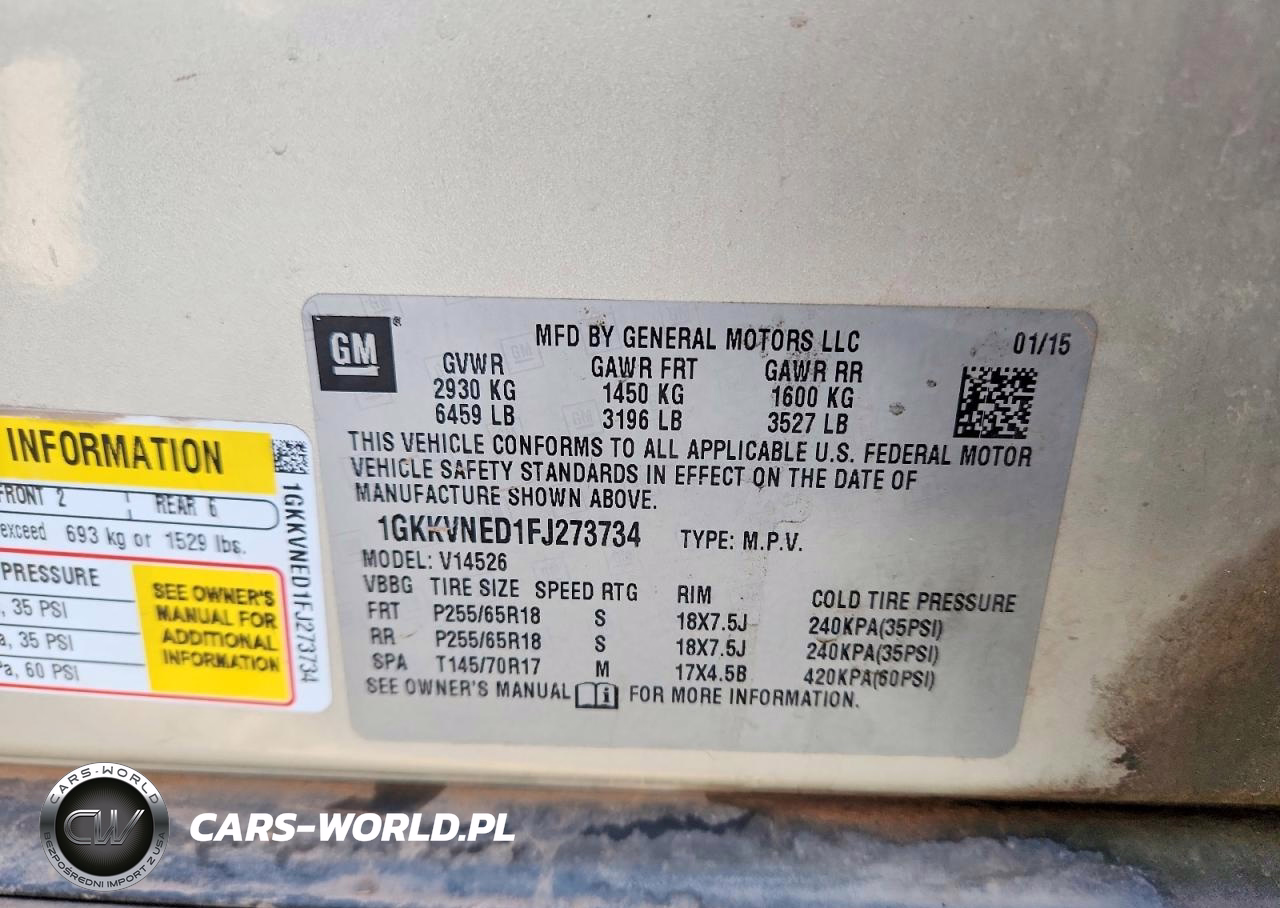 GM®
MFD BY GENERAL MOTORS LLC 01/15
GVWR GAWR FRT GAWR RR
2930 KG 1450 KG 1600 KG
6459 LB 3196 LB 3527 LB
THIS VEHICLE CONFORMS TO ALL APPLICABLE U.S. FEDERAL MOTOR
VEHICLE SAFETY STANDARDS IN EFFECT ON THE DATE OF
MANUFACTURE SHOWN ABOVE.
1GKKVNED1FJ273734 TYPE: M.P.V.
MODEL: V14526
VBBG TIRE SIZE SPEED RTG RIM COLD TIRE PRESSURE
FRT P255/65R18 S 18X7.5J 240KPA(35PSI)
RR P255/65R18 S 18X7.5J 240KPA(35PSI)
SPA T145/70R17 M 17X4.5B 420KPA(60PSI)
SEE OWNER'S MANUAL i FOR MORE INFORMATION.
INFORMATION
FRONT 2 REAR 6
exceed 693 kg or 1529 lbs.
PRESSURE
, 35 PSI
a, 35 PSI
Pa, 60 PSI
SEE OWNER'S
MANUAL FOR
ADDITIONAL
INFORMATION
1GKKVNED1FJ273734
CARS-WORLD
CW
BEZPOŚREDNI IMPORT Z USA
CARS-WORLD.PL